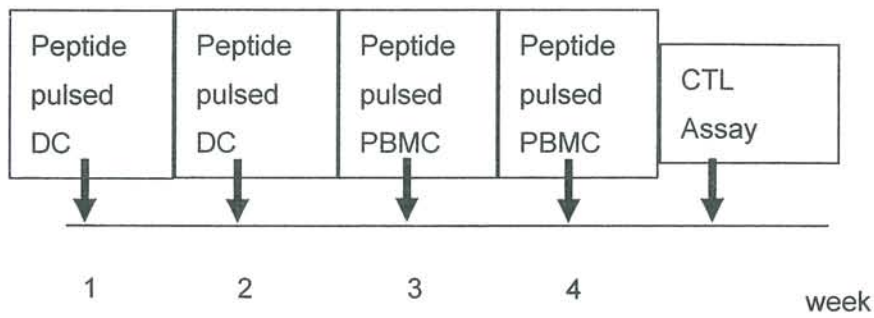 Peptide
pulsed
DC
Peptide
pulsed
DC
Peptide
pulsed
PBMC
Peptide
pulsed
PBMC
CTL
Assay
1 2 3 4 week